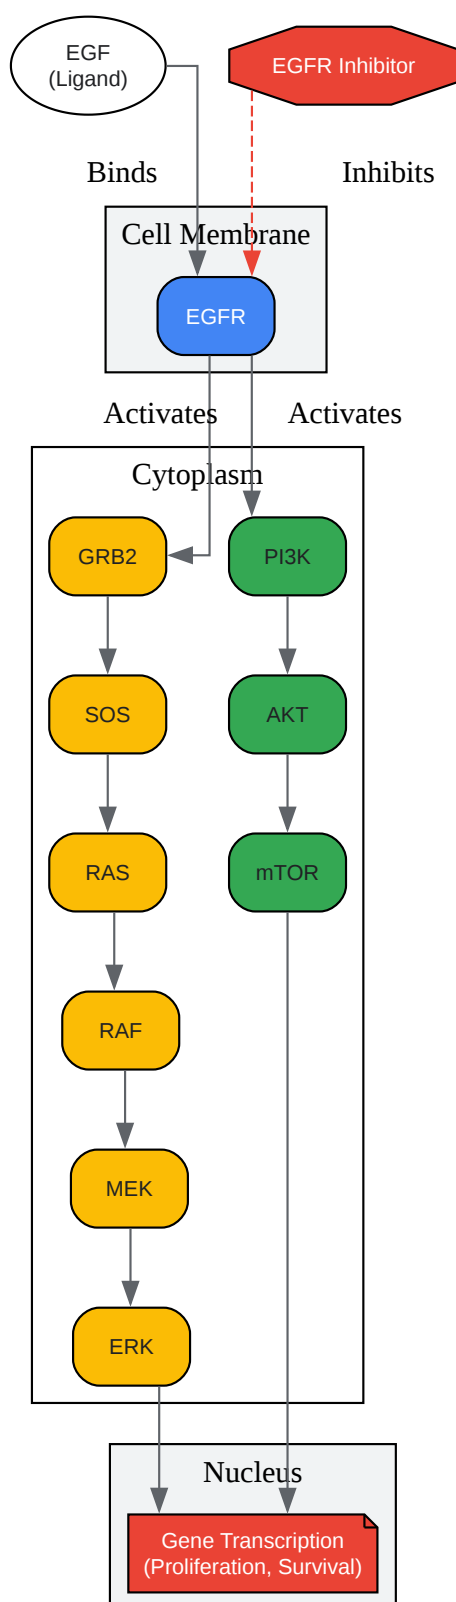 EGF
(Ligand)
EGFR Inhibitor
Binds
Inhibits
Cell Membrane
EGFR
Activates
Activates
Cytoplasm
GRB2
PI3K
SOS
AKT
RAS
mTOR
RAF
MEK
ERK
Nucleus
Gene Transcription
(Proliferation, Survival)